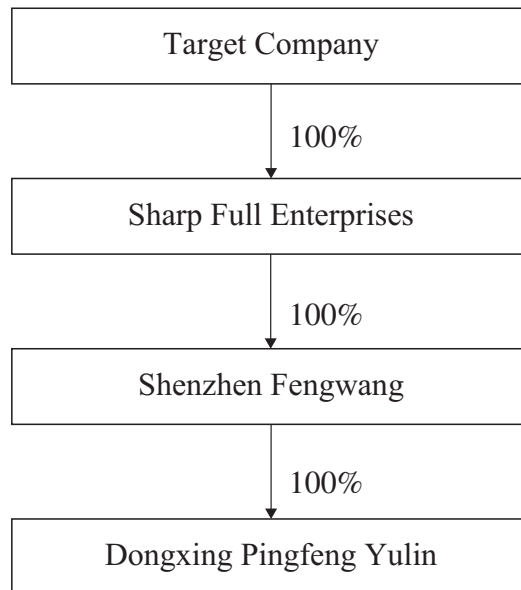 Target Company
100%
Sharp Full Enterprises
100%
Shenzhen Fengwang
100%
Dongxing Pingfeng Yulin